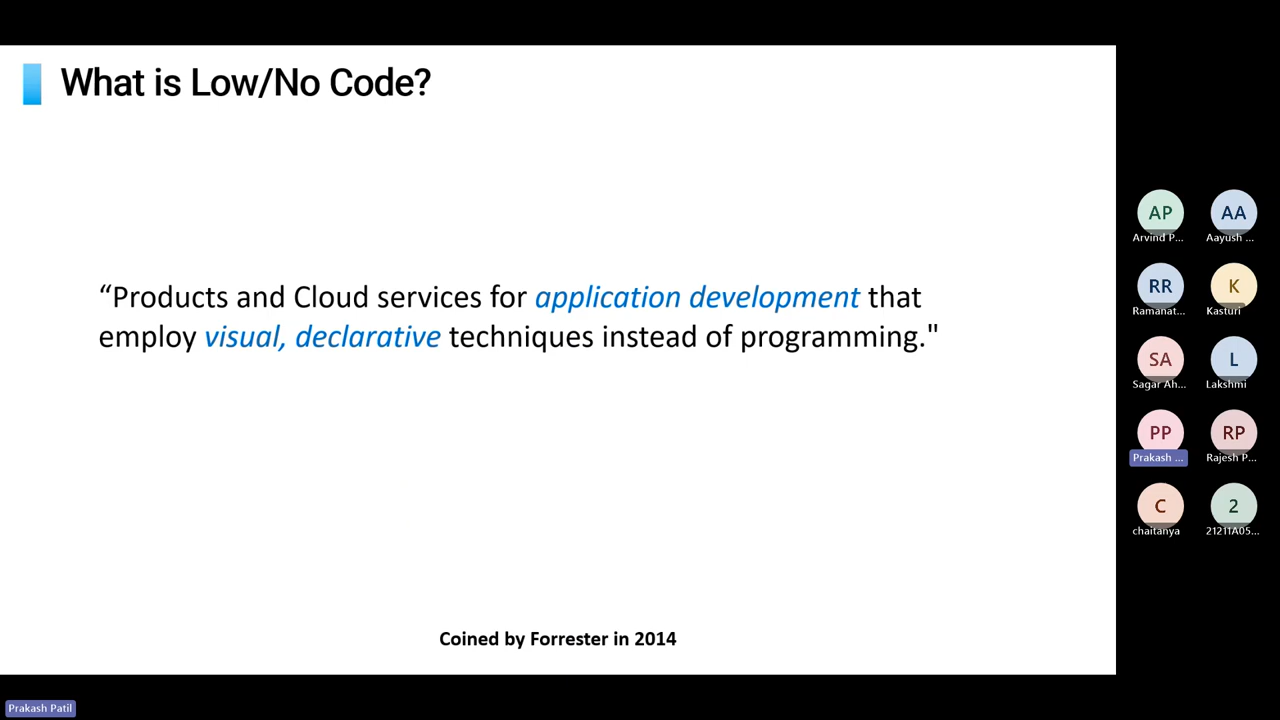 What is Low/No Code?
“Products and Cloud services for application development that
employ visual, declarative techniques instead of programming."
Coined by Forrester in 2014
AP
Arvind P...
AA
Aayush ...
RR
Ramanat...
K
Kasturi
SA
Sagar Ah...
L
Lakshmi
PP
Prakash ...
RP
Rajesh P...
C
chaitanya
2
21211A05...
Prakash Patil